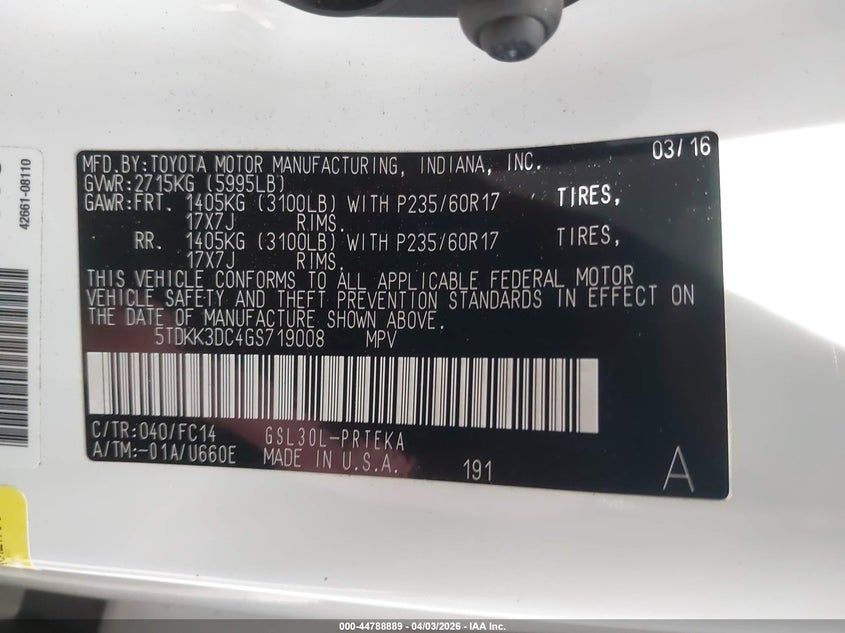 MFD.BY:TOYOTA MOTOR MANUFACTURING, INDIANA, INC. 03/16
GVWR:2715KG (5995LB)
GAWR:FRT. 1405KG (3100LB) WITH P235/60R17 TIRES,
17X7J RIMS.
RR. 1405KG (3100LB) WITH P235/60R17 TIRES,
17X7J RIMS.
THIS VEHICLE CONFORMS TO ALL APPLICABLE FEDERAL MOTOR
VEHICLE SAFETY AND THEFT PREVENTION STANDARDS IN EFFECT ON
THE DATE OF MANUFACTURE SHOWN ABOVE.
5TDKK3DC4GS719008 MPV
C/TR:040/FC14 GSL30L-PRTEKA
A/TM:-01A/U660E MADE IN U.S.A. 191 A
42661-08110
000-44788889 - 04/03/2026 - IAA Inc.